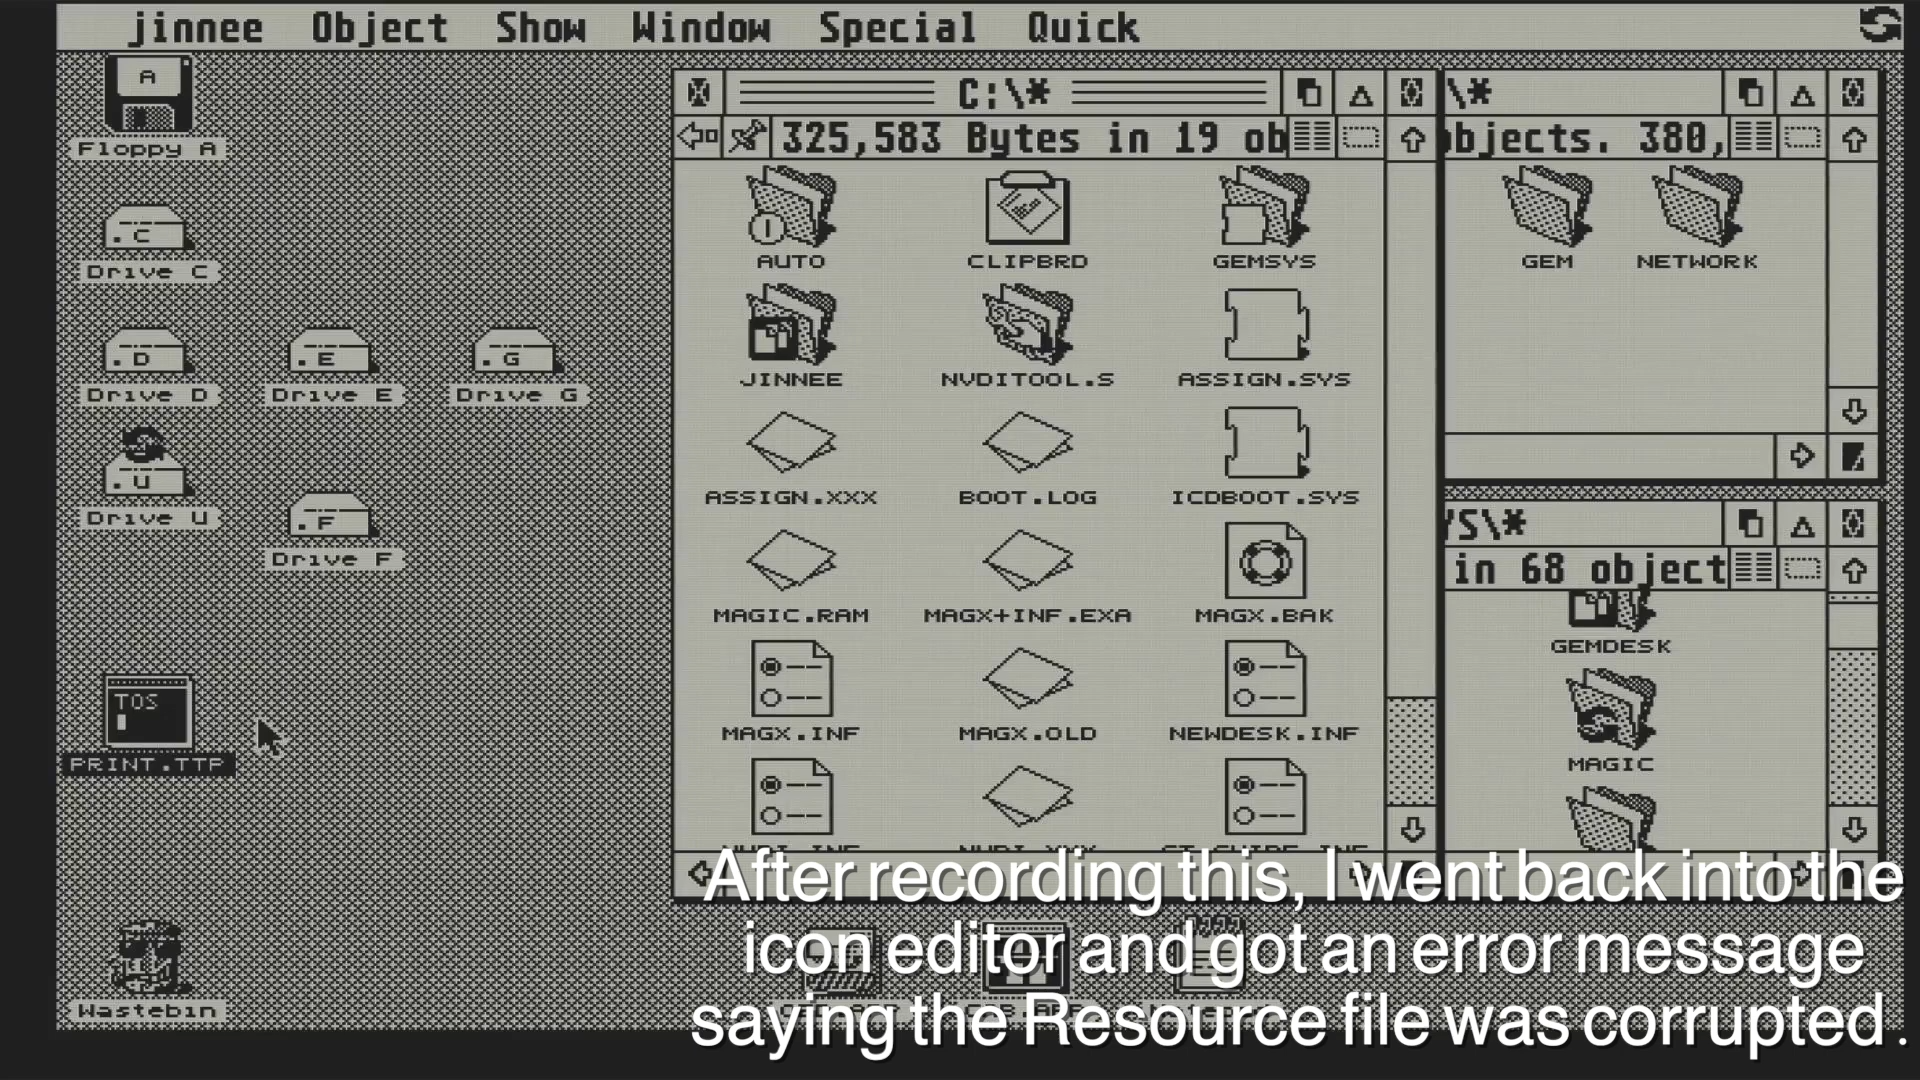 jinnee Object Show Window Special Quick
A
Floppy A
.C
Drive C
.D
Drive D
.E
Drive E
.G
Drive G
.U
Drive U
.F
Drive F
TOS
PRINT.TTP
Wastebin
C:\*
325,583 Bytes in 19 ob
AUTO CLIPBRD GEMSYS
JINNEE NVDITOOL.S ASSIGN.SYS
ASSIGN.XXX BOOT.LOG ICDBOOT.SYS
MAGIC.RAM MAGX+INF.EXA MAGX.BAK
MAGX.INF MAGX.OLD NEWDESK.INF
\*
objects. 380,
GEM NETWORK
YS\*
in 68 object
GEMDESK
MAGIC
After recording this, I went back into the
icon editor and got an error message
saying the Resource file was corrupted.